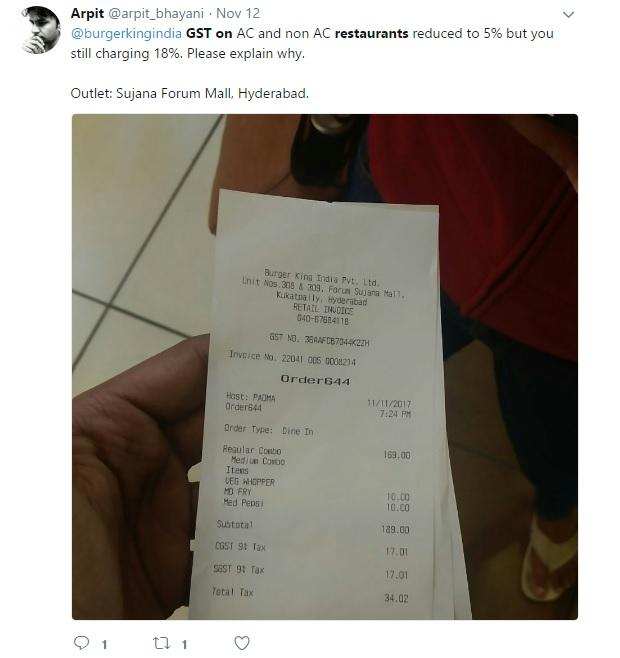 Arpit @arpit_bhayani · Nov 12
@burgerkingindia GST on AC and non AC restaurants reduced to 5% but you
still charging 18%. Please explain why.
Outlet: Sujana Forum Mall, Hyderabad.
Burger King India Pvt. Ltd.
Unit Nos.308 & 309, Forum Sujana Mall,
Kukatpally, Hyderabad
RETAIL INVOICE
040-67684118
GST NO. 36AAFCB7044K2ZH
Invoice No. 22041 005 0008214
Order644
Host: PADMA 11/11/2017
Order644 7:24 PM
Order Type: Dine In
Regular Combo 169.00
Medium Combo
Items
VEG WHOPPER
MD FRY 10.00
Med Pepsi 10.00
Subtotal 189.00
CGST 9% Tax 17.01
SGST 9% Tax 17.01
Total Tax 34.02
1 1